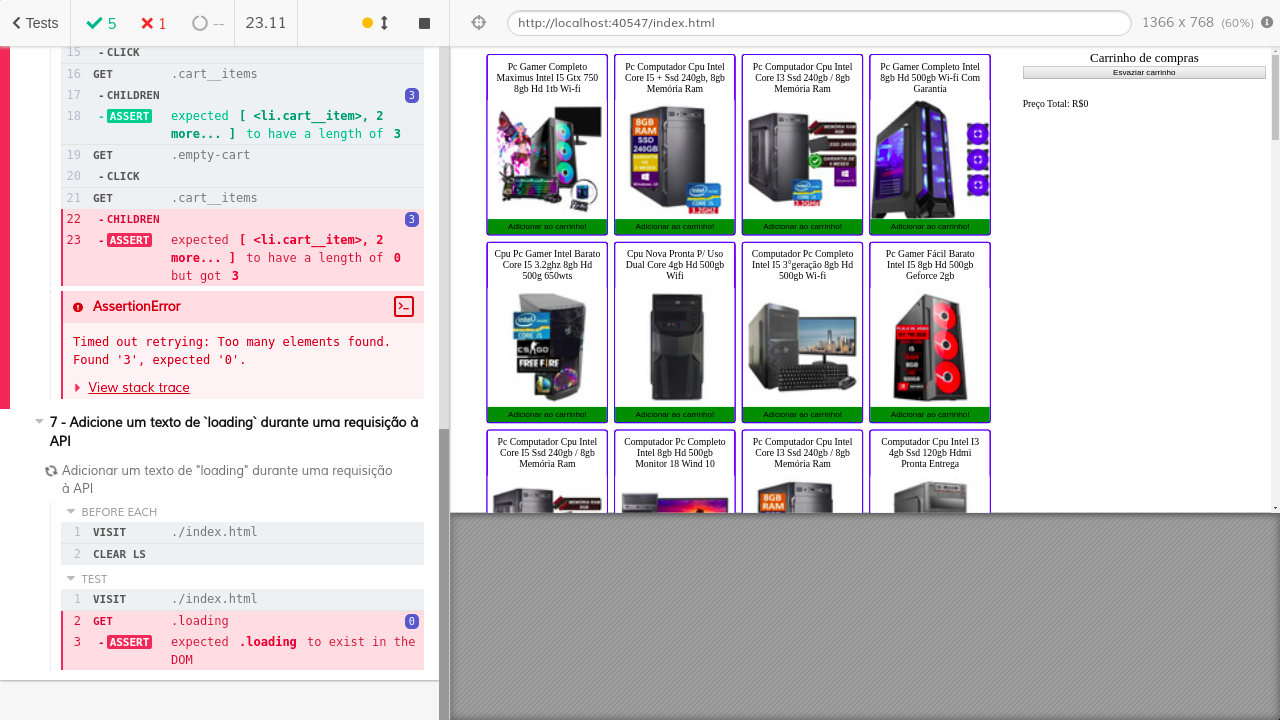 Tests
5
1
--
23.11
http://localhost:40547/index.html
1366 x 768 (60%)
15 -CLICK
16 GET .cart__items
17 -CHILDREN 3
18 -ASSERT expected [ <li.cart__item>, 2
more... ] to have a length of 3
19 GET .empty-cart
20 -CLICK
21 GET .cart__items
22 -CHILDREN 3
23 -ASSERT expected [ <li.cart__item>, 2
more... ] to have a length of 0
but got 3
AssertionError
Timed out retrying: Too many elements found.
Found '3', expected '0'.
View stack trace
7 - Adicione um texto de `loading` durante uma requisição à
API
Adicionar um texto de "loading" durante uma requisição
à API
BEFORE EACH
1 VISIT ./index.html
2 CLEAR LS
TEST
1 VISIT ./index.html
2 GET .loading 0
3 -ASSERT expected .loading to exist in the
DOM
Pc Gamer Completo
Maximus Intel I5 Gtx 750
8gb Hd 1tb Wi-fi
Adicionar ao carrinho!
Pc Computador Cpu Intel
Core I5 + Ssd 240gb, 8gb
Memória Ram
8GB
RAM
SSD
240GB
Adicionar ao carrinho!
Pc Computador Cpu Intel
Core I3 Ssd 240gb / 8gb
Memória Ram
Adicionar ao carrinho!
Pc Gamer Completo Intel
8gb Hd 500gb Wi-fi Com
Garantia
Adicionar ao carrinho!
Cpu Pc Gamer Intel Barato
Core I5 3.2ghz 8gb Hd
500g 650wts
CORE I5
CS:GO
FREE FIRE
Adicionar ao carrinho!
Cpu Nova Pronta P/ Uso
Dual Core 4gb Hd 500gb
Wifi
Adicionar ao carrinho!
Computador Pc Completo
Intel I5 3°geração 8gb Hd
500gb Wi-fi
Adicionar ao carrinho!
Pc Gamer Fácil Barato
Intel I5 8gb Hd 500gb
Geforce 2gb
Adicionar ao carrinho!
Pc Computador Cpu Intel
Core I5 Ssd 240gb / 8gb
Memória Ram
Computador Pc Completo
Intel 8gb Hd 500gb
Monitor 18 Wind 10
Pc Computador Cpu Intel
Core I3 Ssd 240gb / 8gb
Memória Ram
8GB
RAM
Computador Cpu Intel I3
4gb Ssd 120gb Hdmi
Pronta Entrega
Carrinho de compras
Esvaziar carrinho
Preço Total: R$0